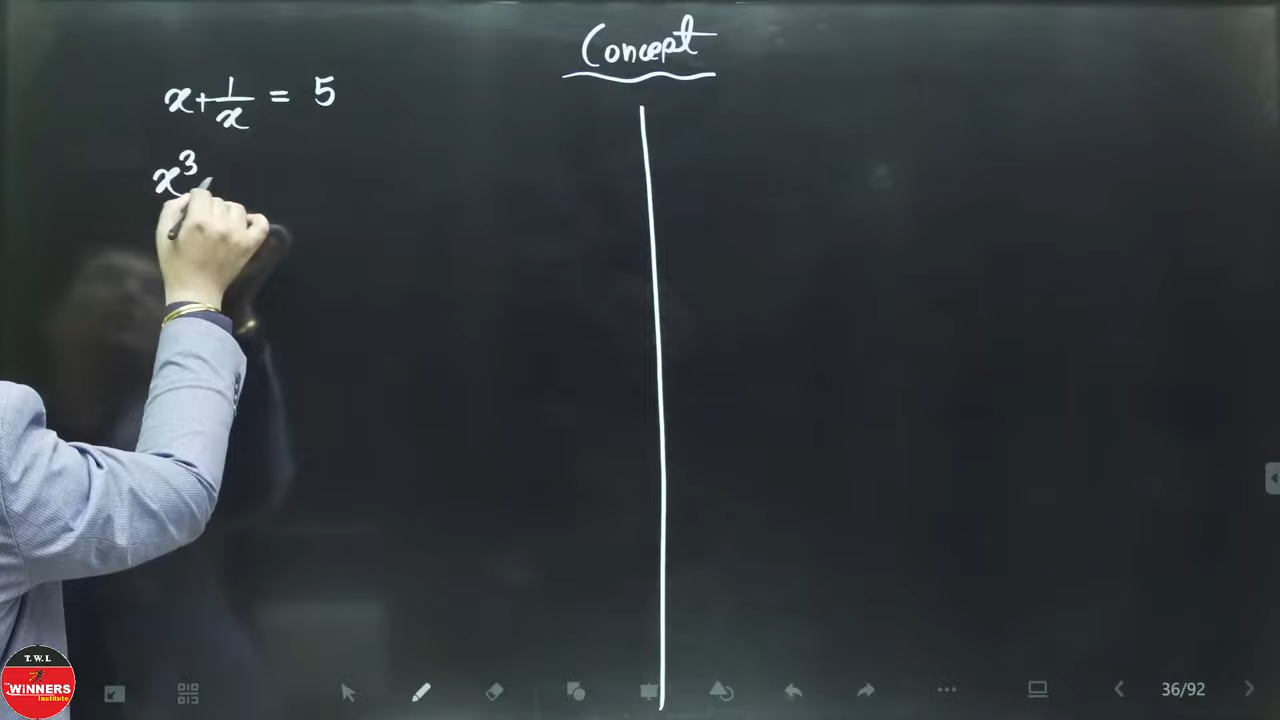 Concept
x + 1/x = 5
x³
T.W.L
WiNNERS
Institute
36/92